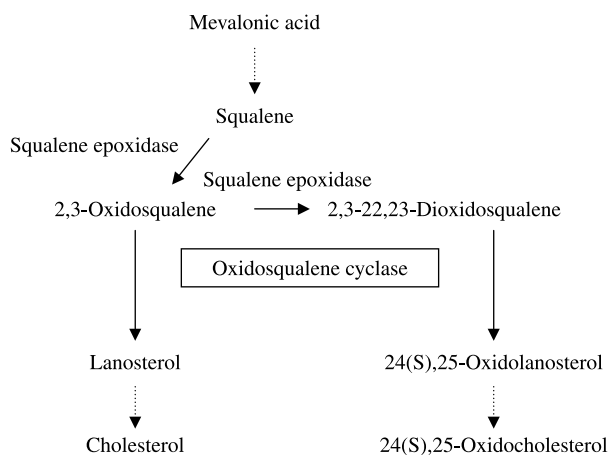 Mevalonic acid
Squalene
Squalene epoxidase
Squalene epoxidase
2,3-Oxidosqualene
2,3-22,23-Dioxidosqualene
Oxidosqualene cyclase
Lanosterol
24(S),25-Oxidolanosterol
Cholesterol
24(S),25-Oxidocholesterol